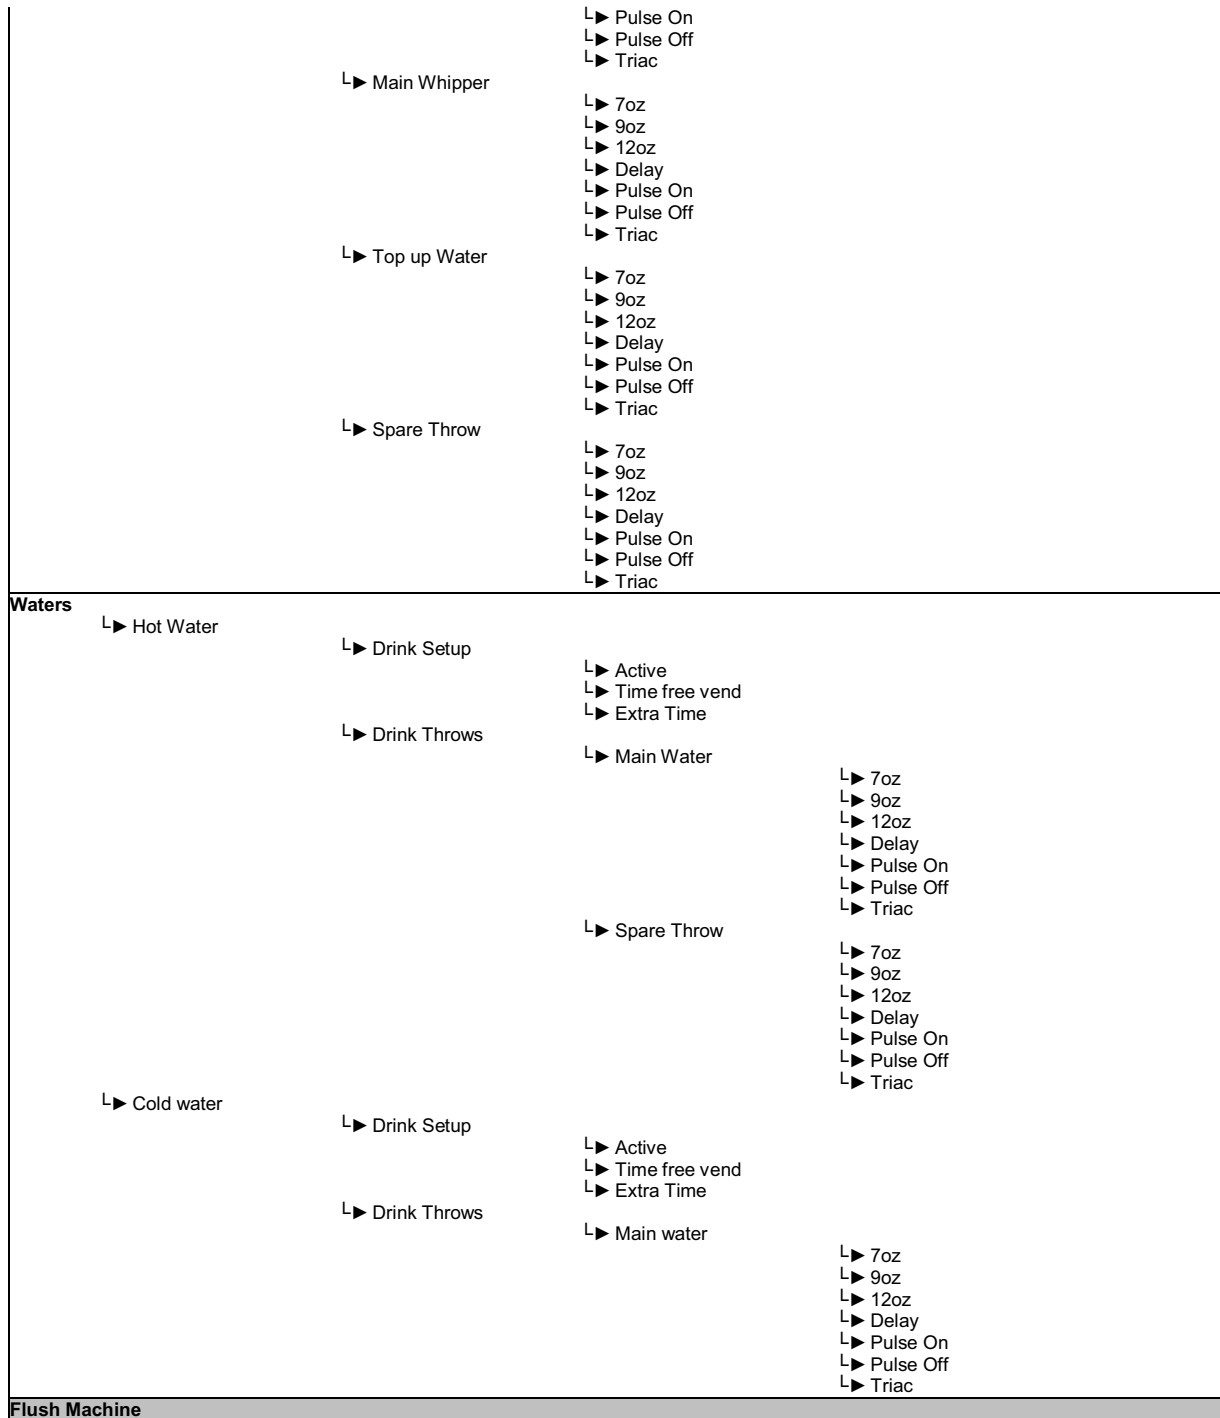 └► Pulse On
└► Pulse Off
└► Triac
└► Main Whipper
└► 7oz
└► 9oz
└► 12oz
└► Delay
└► Pulse On
└► Pulse Off
└► Triac
└► Top up Water
└► 7oz
└► 9oz
└► 12oz
└► Delay
└► Pulse On
└► Pulse Off
└► Triac
└► Spare Throw
└► 7oz
└► 9oz
└► 12oz
└► Delay
└► Pulse On
└► Pulse Off
└► Triac
Waters
└► Hot Water
└► Drink Setup
└► Active
└► Time free vend
└► Extra Time
└► Drink Throws
└► Main Water
└► 7oz
└► 9oz
└► 12oz
└► Delay
└► Pulse On
└► Pulse Off
└► Triac
└► Spare Throw
└► 7oz
└► 9oz
└► 12oz
└► Delay
└► Pulse On
└► Pulse Off
└► Triac
└► Cold water
└► Drink Setup
└► Active
└► Time free vend
└► Extra Time
└► Drink Throws
└► Main water
└► 7oz
└► 9oz
└► 12oz
└► Delay
└► Pulse On
└► Pulse Off
└► Triac
Flush Machine